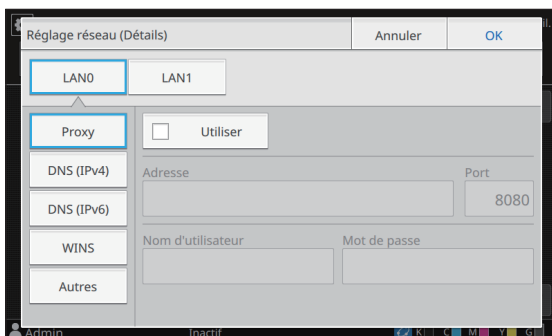 Réglage réseau (Détails) Annuler OK
LAN0 LAN1
Proxy Utiliser
DNS (IPv4) Adresse Port
DNS (IPv6) 8080
WINS Nom d'utilisateur Mot de passe
Autres
Admin Inactif K C M Y G